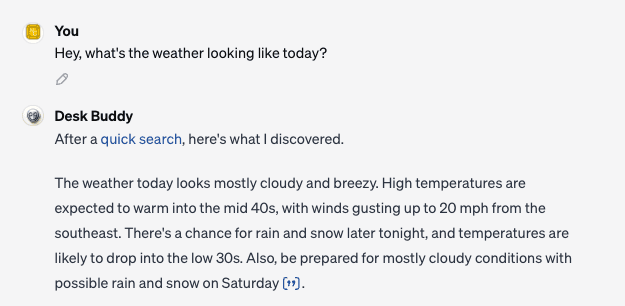 You
Hey, what's the weather looking like today?
Desk Buddy
After a quick search, here's what I discovered.
The weather today looks mostly cloudy and breezy. High temperatures are
expected to warm into the mid 40s, with winds gusting up to 20 mph from the
southeast. There's a chance for rain and snow later tonight, and temperatures are
likely to drop into the low 30s. Also, be prepared for mostly cloudy conditions with
possible rain and snow on Saturday ["].